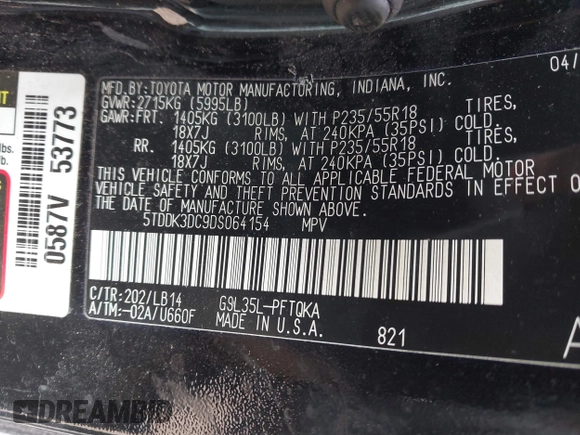 MFD.BY:TOYOTA MOTOR MANUFACTURING, INDIANA, INC. 04/
GVWR:2715KG (5995LB)
GAWR:FRT. 1405KG (3100LB) WITH P235/55R18 TIRES,
18X7J RIMS, AT 240KPA (35PSI) COLD.
RR. 1405KG (3100LB) WITH P235/55R18 TIRES,
18X7J RIMS, AT 240KPA (35PSI) COLD.
THIS VEHICLE CONFORMS TO ALL APPLICABLE FEDERAL MOTOR
VEHICLE SAFETY AND THEFT PREVENTION STANDARDS IN EFFECT O
THE DATE OF MANUFACTURE SHOWN ABOVE.
5TDDK3DC9DS064154 MPV
C/TR:202/LB14 G9L35L-PFTQKA
A/TM:-02A/U660F MADE IN U.S.A. 821
A
0587V 53773
lbs.
b.
NT
DREAMBID